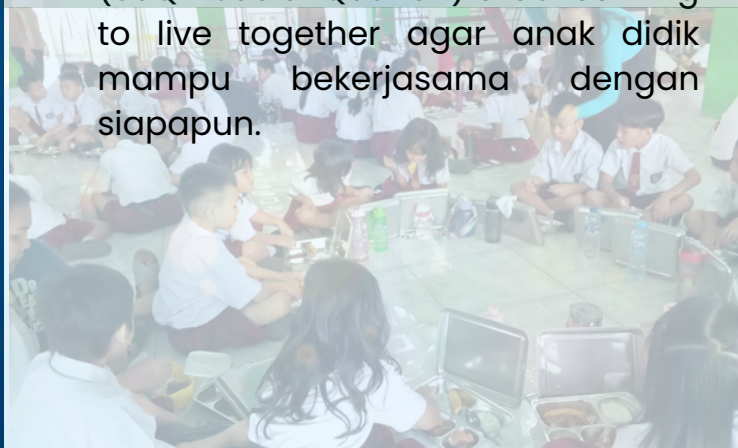 to live together agar anak didik
mampu bekerjasama dengan
siapapun.